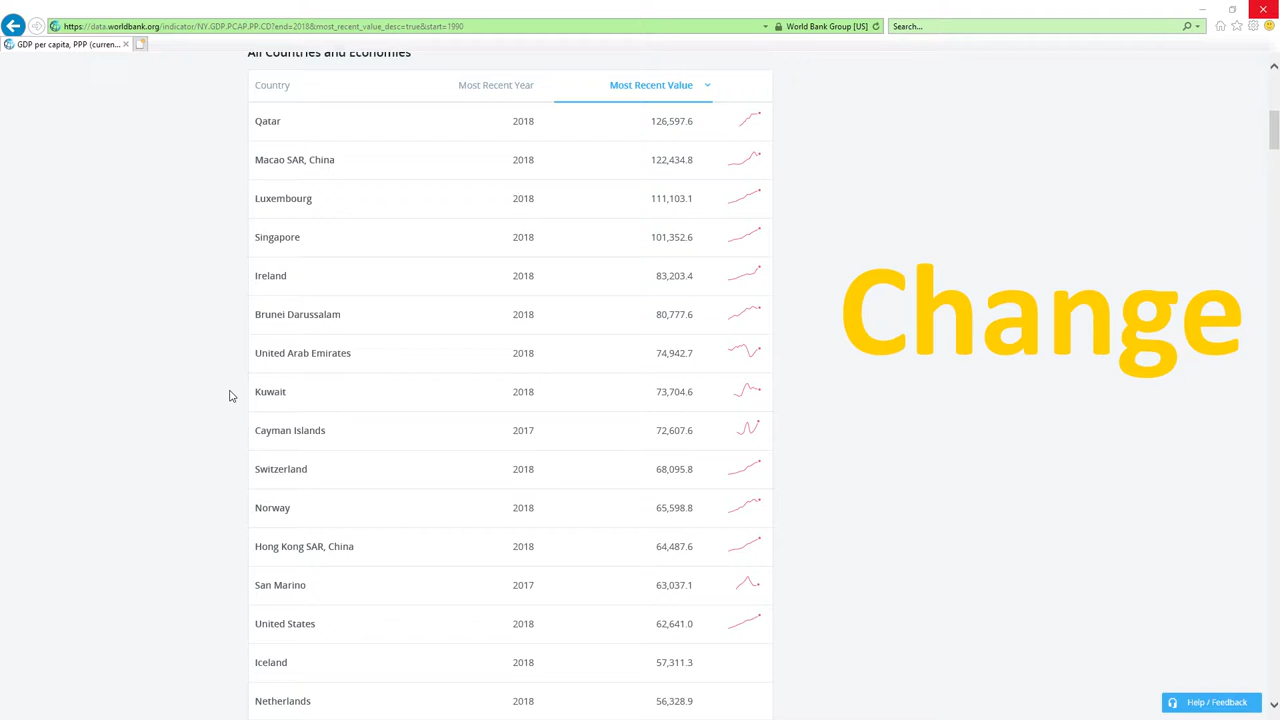 https://data.worldbank.org/indicator/NY.GDP.PCAP.PP.CD?end=2018&most_recent_value_desc=true&start=1990
World Bank Group [US]
Search...
GDP per capita, PPP (curren...
All Countries and Economies
Country Most Recent Year Most Recent Value
Qatar 2018 126,597.6
Macao SAR, China 2018 122,434.8
Luxembourg 2018 111,103.1
Singapore 2018 101,352.6
Ireland 2018 83,203.4
Brunei Darussalam 2018 80,777.6
United Arab Emirates 2018 74,942.7
Kuwait 2018 73,704.6
Cayman Islands 2017 72,607.6
Switzerland 2018 68,095.8
Norway 2018 65,598.8
Hong Kong SAR, China 2018 64,487.6
San Marino 2017 63,037.1
United States 2018 62,641.0
Iceland 2018 57,311.3
Netherlands 2018 56,328.9
Change
Help / Feedback